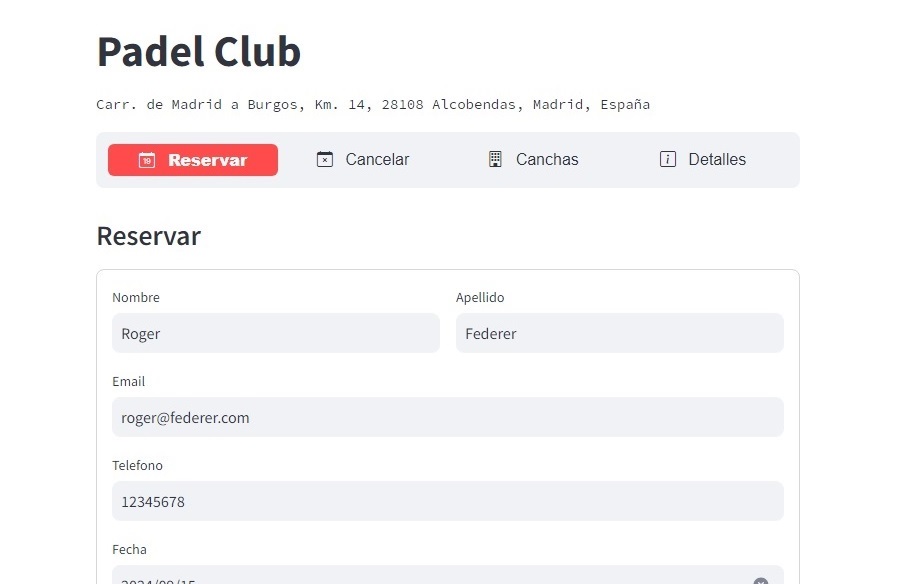 Padel Club
Carr. de Madrid a Burgos, Km. 14, 28108 Alcobendas, Madrid, España
19 Reservar Cancelar Canchas Detalles
Reservar
Nombre Apellido
Roger Federer
Email
roger@federer.com
Telefono
12345678
Fecha